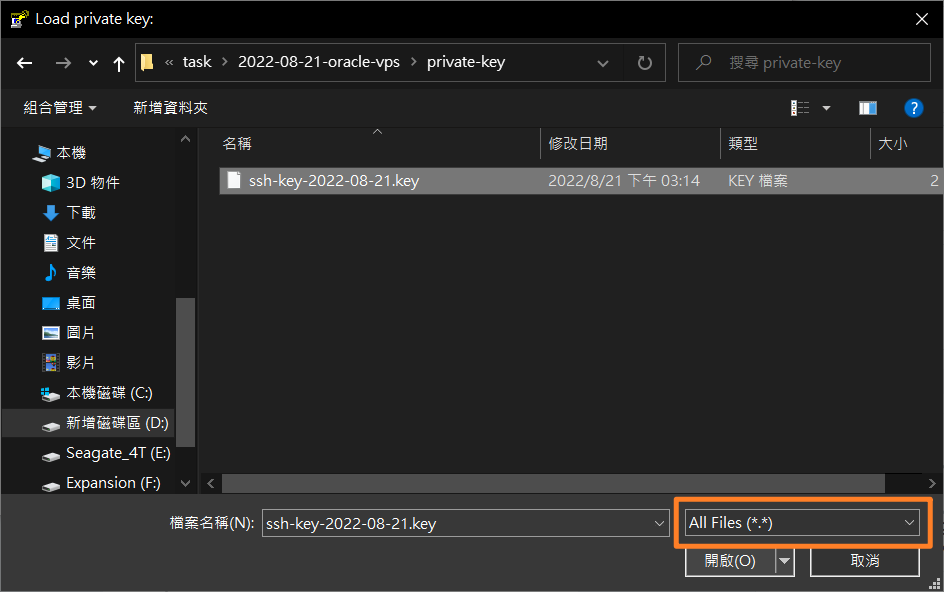 Load private key:
« task › 2022-08-21-oracle-vps › private-key
搜尋 private-key
組合管理
新增資料夾
名稱
修改日期
類型
大小
ssh-key-2022-08-21.key
2022/8/21 下午 03:14
KEY 檔案
2
本機
3D 物件
下載
文件
音樂
桌面
圖片
影片
本機磁碟 (C:)
新增磁碟區 (D:)
Seagate_4T (E:)
Expansion (F:)
檔案名稱(N):
ssh-key-2022-08-21.key
All Files (*.*)
開啟(O)
取消